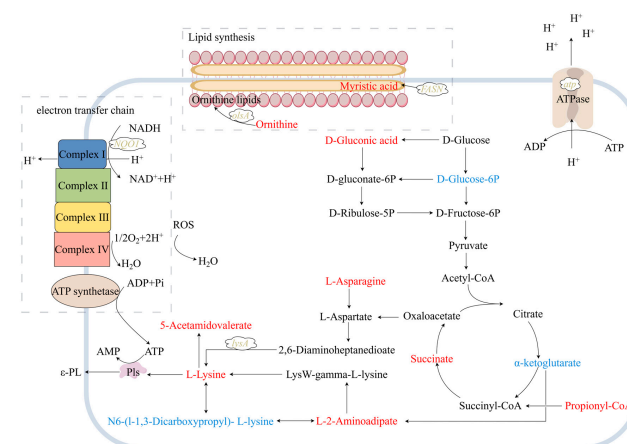 Lipid synthesis
Myristic acid
FASN
Ornithine lipids
olsA
Ornithine
H⁺
H⁺
H⁺
H⁺
H⁺
atp
ATPase
ADP
ATP
H⁺
electron transfer chain
NADH
NQO1
Complex I
H⁺
H⁺
NAD⁺+H⁺
Complex II
Complex III
Complex IV
1/2O₂+2H⁺
H₂O
ROS
H₂O
ATP synthetase
ADP+Pi
AMP
ATP
ε-PL
Pls
D-Gluconic acid
D-Glucose
D-gluconate-6P
D-Glucose-6P
D-Ribulose-5P
D-Fructose-6P
Pyruvate
Acetyl-CoA
L-Asparagine
L-Aspartate
Oxaloacetate
Citrate
5-Acetamidovalerate
lysA
2,6-Diaminoheptanedioate
Succinate
α-ketoglutarate
L-Lysine
LysW-gamma-L-lysine
Succinyl-CoA
Propionyl-CoA
N6-(l-1,3-Dicarboxypropyl)- L-lysine
L-2-Aminoadipate